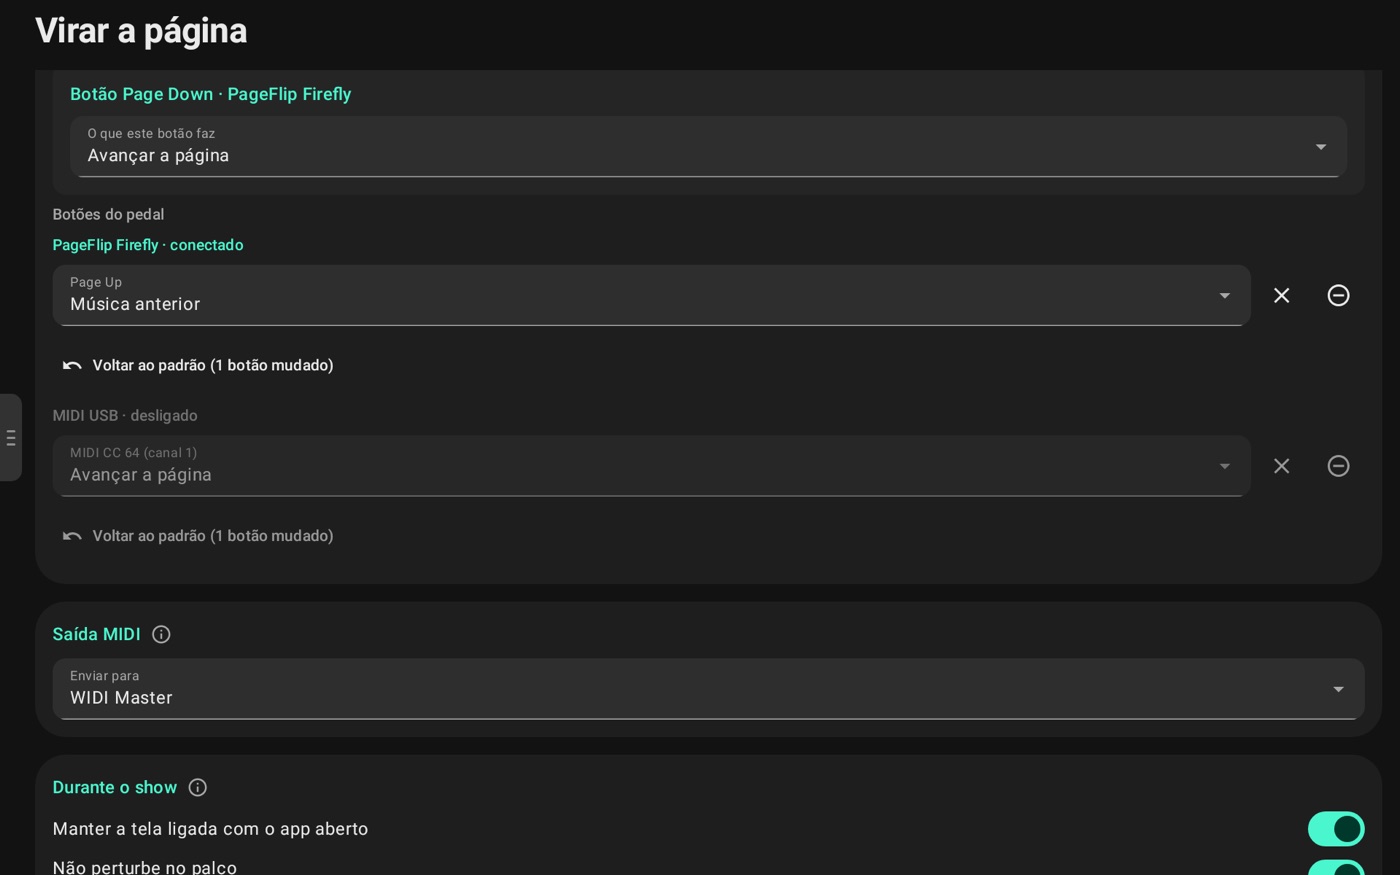 Virar a página
Botão Page Down · PageFlip Firefly
O que este botão faz
Avançar a página
Botões do pedal
PageFlip Firefly · conectado
Page Up
Música anterior
Voltar ao padrão (1 botão mudado)
MIDI USB · desligado
MIDI CC 64 (canal 1)
Avançar a página
Voltar ao padrão (1 botão mudado)
Saída MIDI
Enviar para
WIDI Master
Durante o show
Manter a tela ligada com o app aberto
Não perturbe no palco